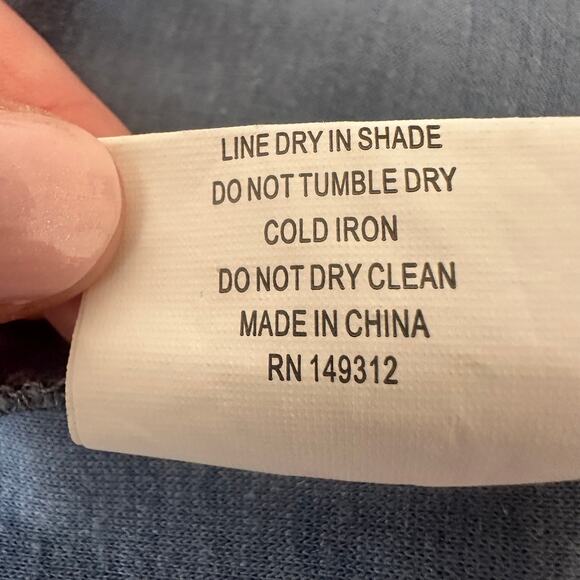 LINE DRY IN SHADE
DO NOT TUMBLE DRY
COLD IRON
DO NOT DRY CLEAN
MADE IN CHINA
RN 149312